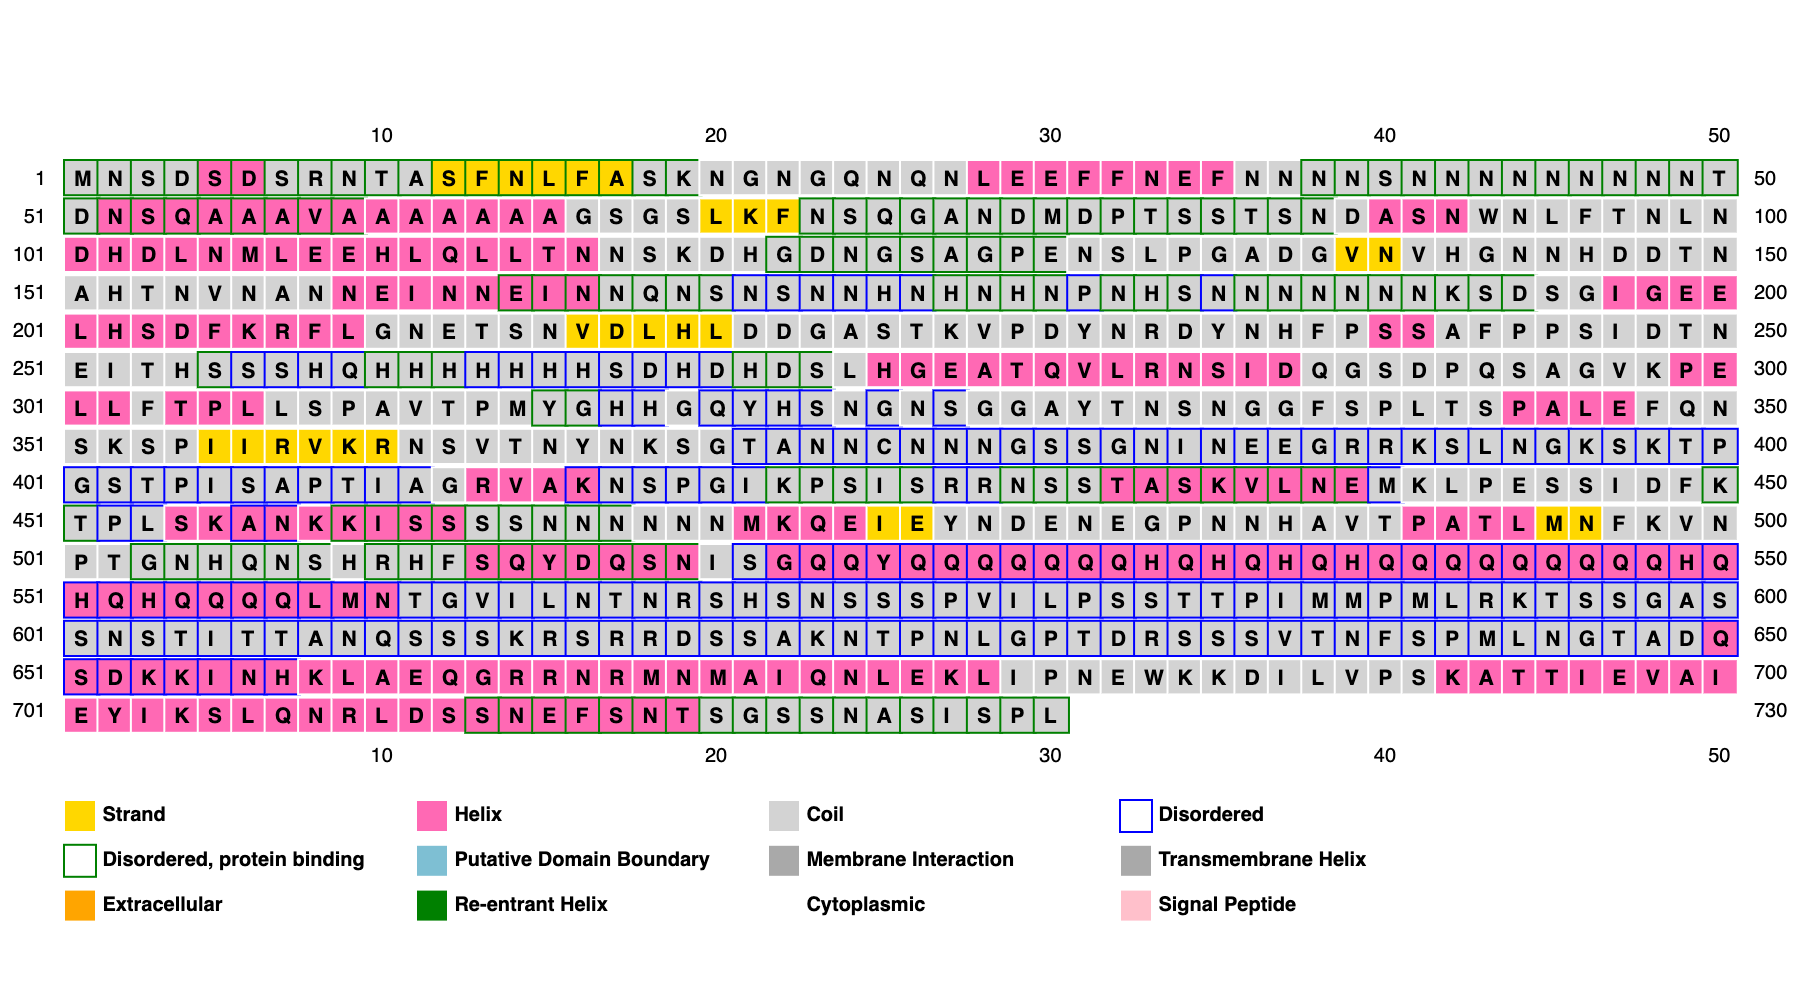 10 20 30 40 50
1 M N S D S D S R N T A S F N L F A S K N G N G Q N Q N L E E F F N E F N N N N S N N N N N N N N N T 50
51 D N S Q A A A V A A A A A A A G S G S L K F N S Q G A N D M D P T S S T S N D A S N W N L F T N L N 100
101 D H D L N M L E E H L Q L L T N N S K D H G D N G S A G P E N S L P G A D G V N V H G N N H D D T N 150
151 A H T N V N A N N E I N N E I N N Q N S N S N N H N H N H N P N H S N N N N N N N K S D S G I G E E 200
201 L H S D F K R F L G N E T S N V D L H L D D G A S T K V P D Y N R D Y N H F P S S A F P P S I D T N 250
251 E I T H S S S H Q H H H H H H H S D H D H D S L H G E A T Q V L R N S I D Q G S D P Q S A G V K P E 300
301 L L F T P L L S P A V T P M Y G H H G Q Y H S N G N S G G A Y T N S N G G F S P L T S P A L E F Q N 350
351 S K S P I I R V K R N S V T N Y N K S G T A N N C N N N G S S G N I N E E G R R K S L N G K S K T P 400
401 G S T P I S A P T I A G R V A K N S P G I K P S I S R R N S S T A S K V L N E M K L P E S S I D F K 450
451 T P L S K A N K K I S S S S N N N N N N M K Q E I E Y N D E N E G P N N H A V T P A T L M N F K V N 500
501 P T G N H Q N S H R H F S Q Y D Q S N I S G Q Q Y Q Q Q Q Q Q Q H Q H Q H Q H Q Q Q Q Q Q Q Q Q H Q 550
551 H Q H Q Q Q Q L M N T G V I L N T N R S H S N S S S P V I L P S S T T P I M M P M L R K T S S G A S 600
601 S N S T I T T A N Q S S S K R S R R D S S A K N T P N L G P T D R S S S V T N F S P M L N G T A D Q 650
651 S D K K I N H K L A E Q G R R N R M N M A I Q N L E K L I P N E W K K D I L V P S K A T T I E V A I 700
701 E Y I K S L Q N R L D S S N E F S N T S G S S N A S I S P L 730
10 20 30 40 50
Strand Helix Coil Disordered
Disordered, protein binding Putative Domain Boundary Membrane Interaction Transmembrane Helix
Extracellular Re-entrant Helix Cytoplasmic Signal Peptide